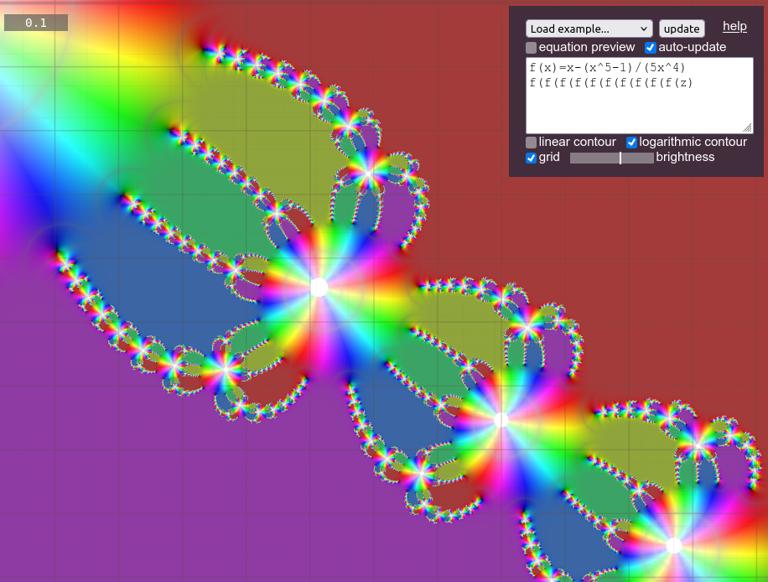 0.1
Load example... update help
equation preview auto-update
f(x)=x-(x^5-1)/(5x^4)
f(f(f(f(f(f(f(f(f(f(z)
linear contour logarithmic contour
grid brightness